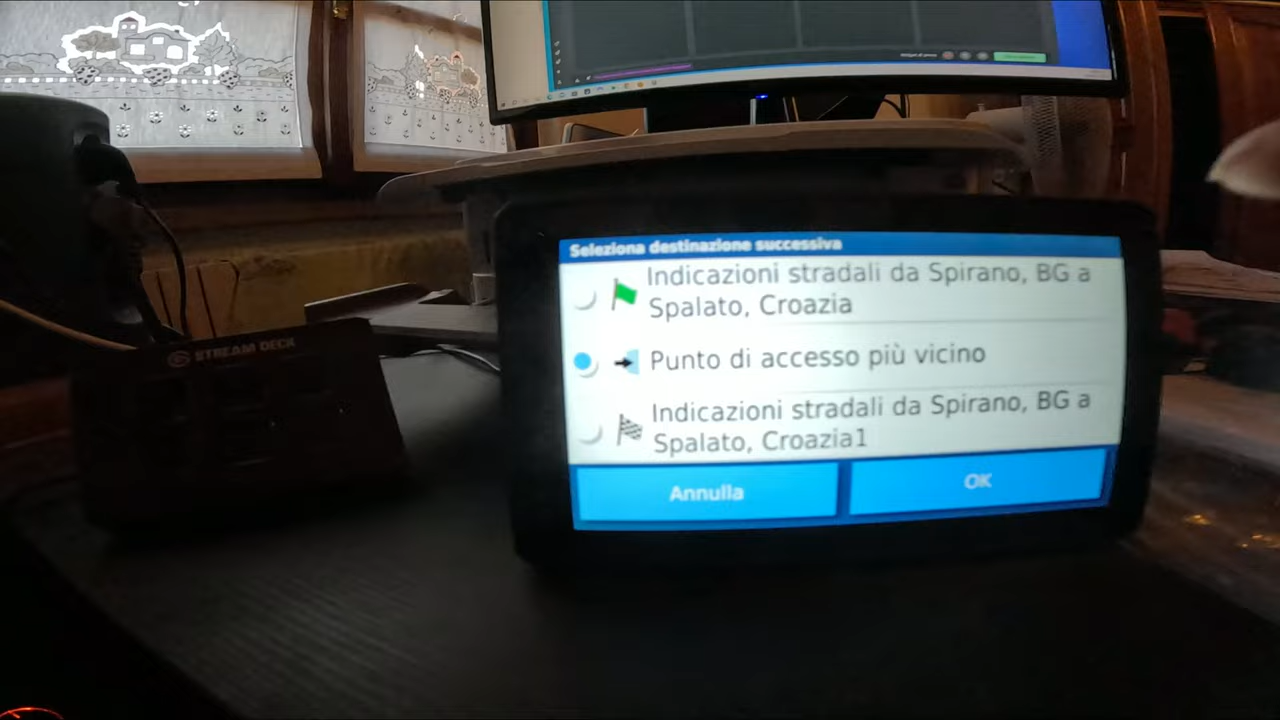 STREAM DECK
Seleziona destinazione successiva
Indicazioni stradali da Spirano, BG a
Spalato, Croazia
Punto di accesso più vicino
Indicazioni stradali da Spirano, BG a
Spalato, Croazia1
Annulla
OK